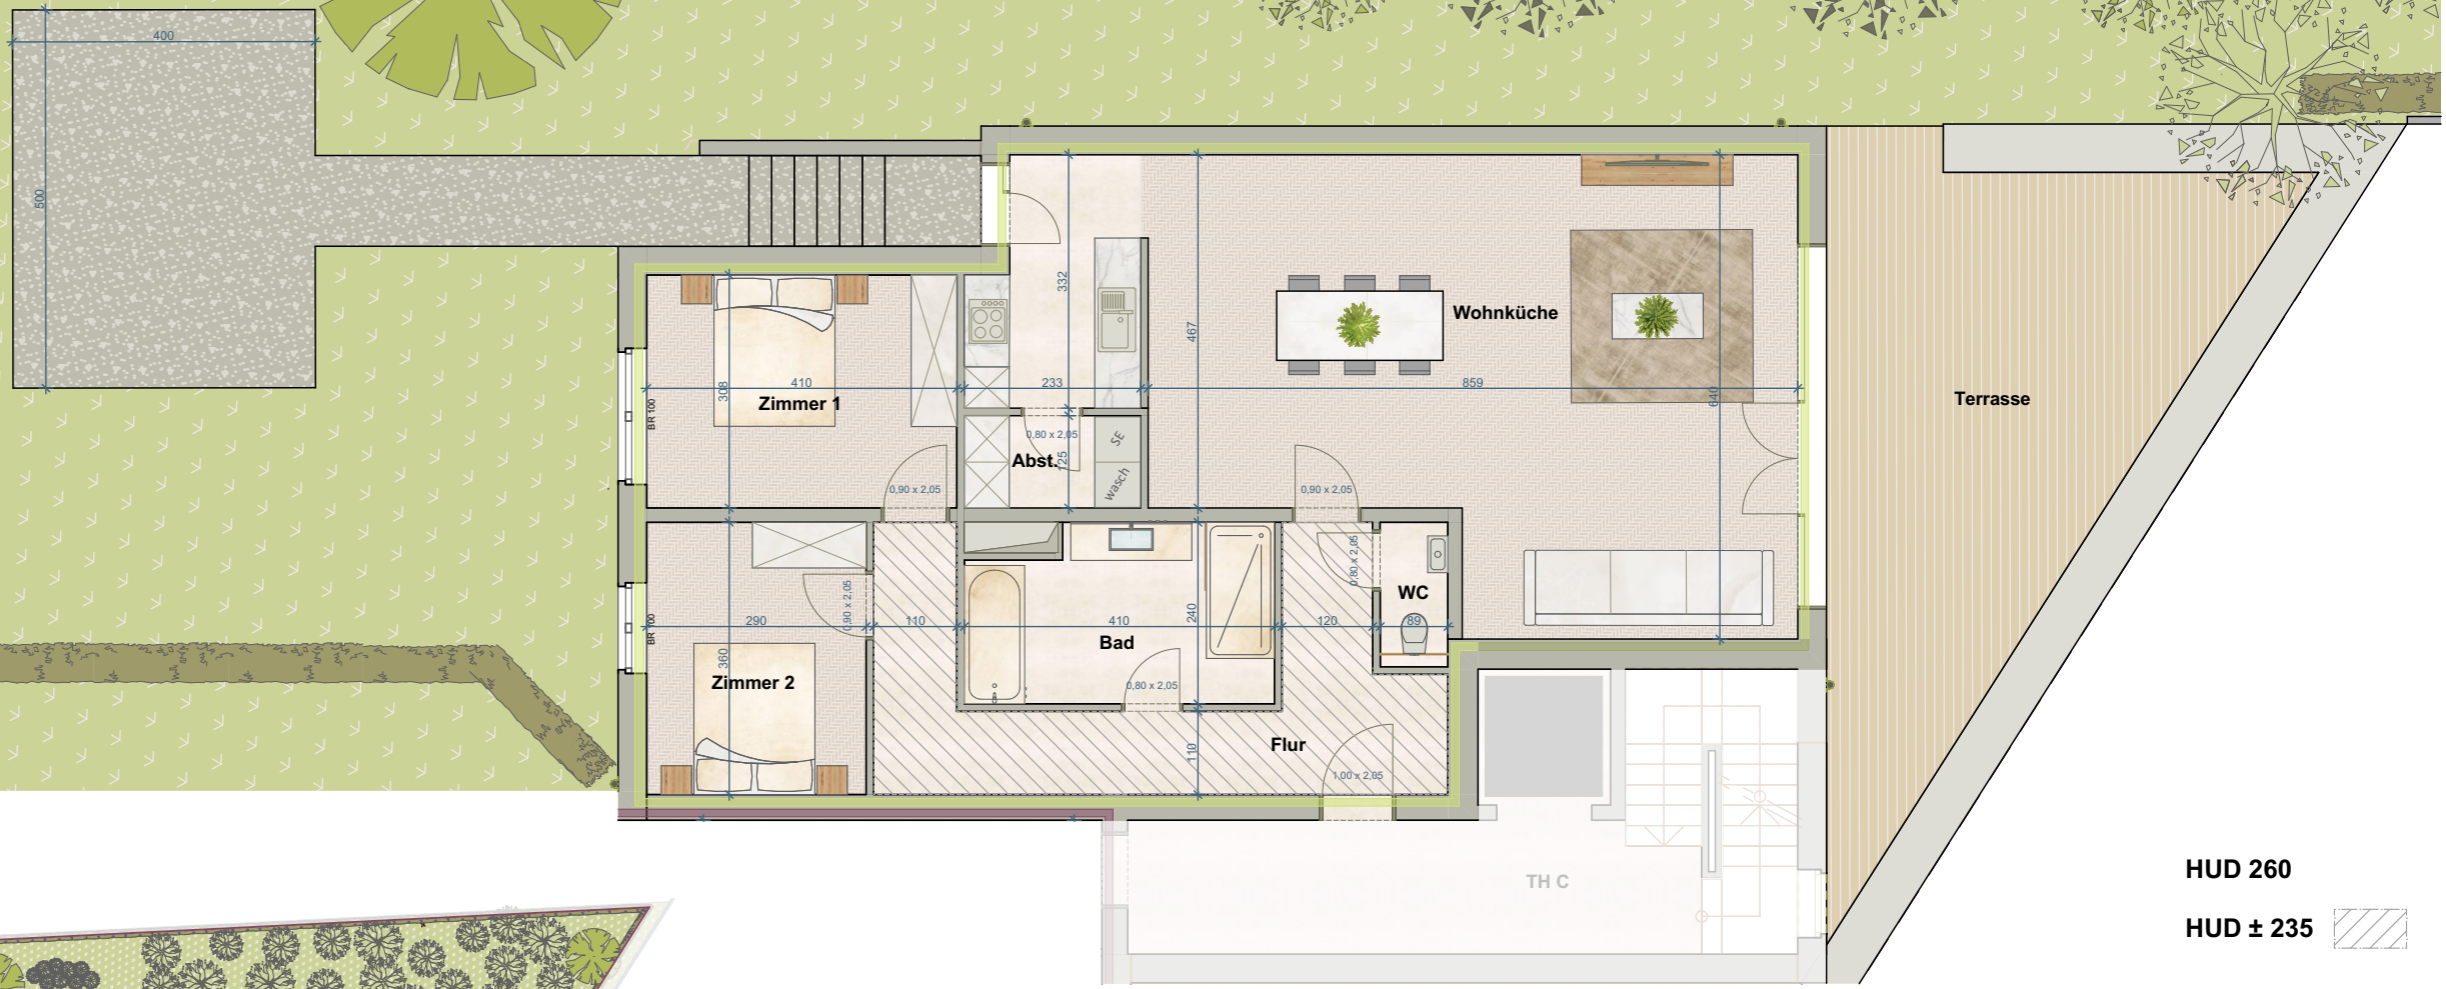 400
500
332
467
Wohnküche
640
410
308
Zimmer 1
BR 100
233
859
Terrasse
0,80 x 2,05
SE
Abst.
125
wasch
0,90 x 2,05
0,90 x 2,05
0,90 x 2,05
0,80 x 2,05
WC
BR 100
290
110
410
240
120
89
Bad
360
Zimmer 2
0,80 x 2,05
110
Flur
1,00 x 2,05
TH C
HUD 260
HUD ± 235